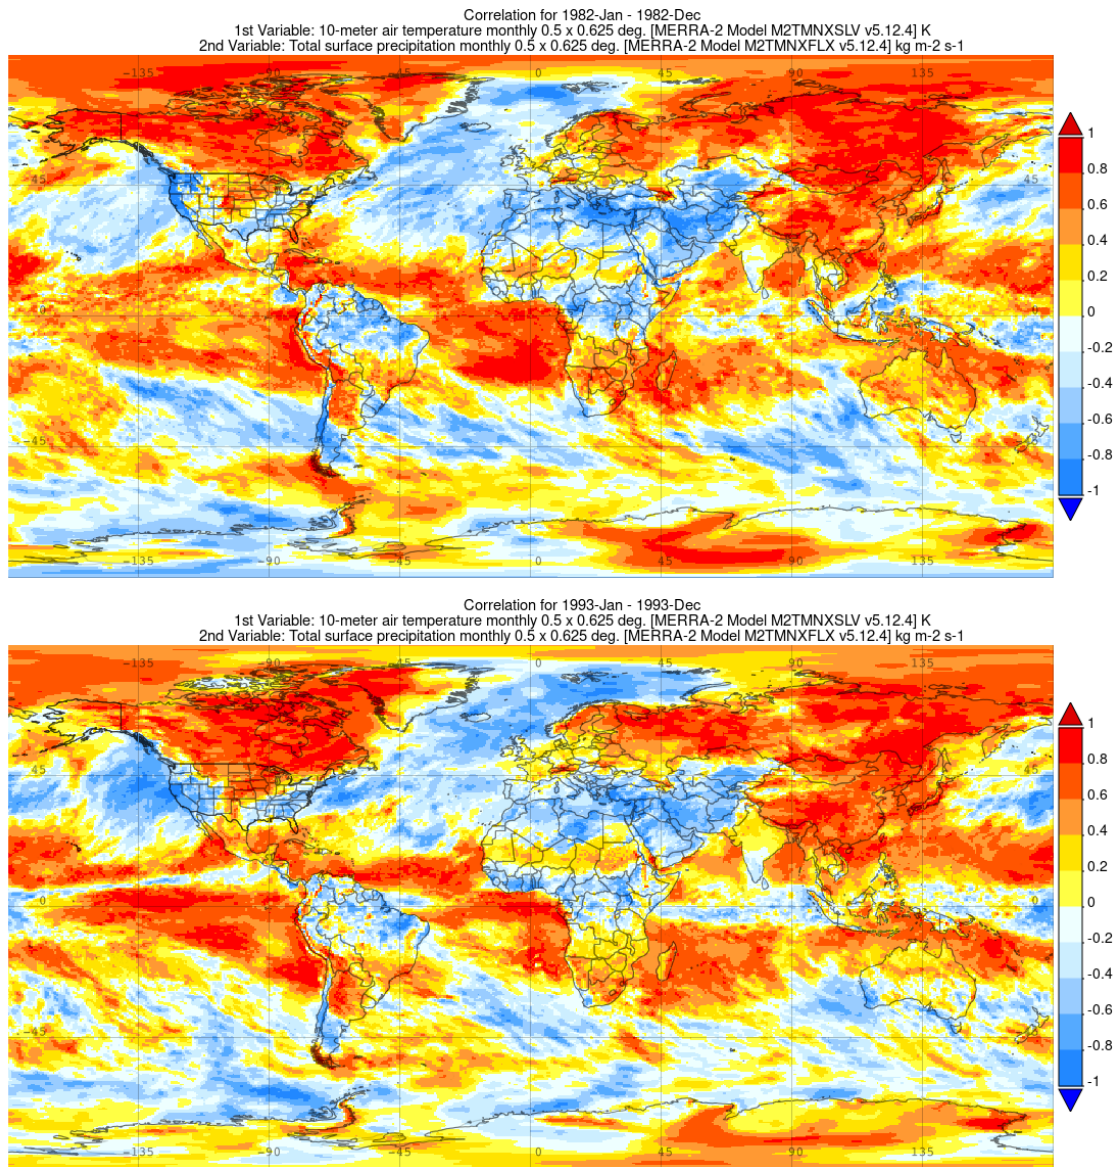 Correlation for 1982-Jan - 1982-Dec
1st Variable: 10-meter air temperature monthly 0.5 x 0.625 deg. [MERRA-2 Model M2TMNXSLV v5.12.4] K
2nd Variable: Total surface precipitation monthly 0.5 x 0.625 deg. [MERRA-2 Model M2TMNXFLX v5.12.4] kg m-2 s-1
-135 -90 -45 0 45 90 135
45 45
0 0
-45 -45
-135 -90 -45 0 45 90 135
1
0.8
0.6
0.4
0.2
0
-0.2
-0.4
-0.6
-0.8
-1
Correlation for 1993-Jan - 1993-Dec
1st Variable: 10-meter air temperature monthly 0.5 x 0.625 deg. [MERRA-2 Model M2TMNXSLV v5.12.4] K
2nd Variable: Total surface precipitation monthly 0.5 x 0.625 deg. [MERRA-2 Model M2TMNXFLX v5.12.4] kg m-2 s-1
-135 -90 -45 0 45 90 135
45 45
0 0
-45 -45
-135 -90 -45 0 45 90 135
1
0.8
0.6
0.4
0.2
0
-0.2
-0.4
-0.6
-0.8
-1